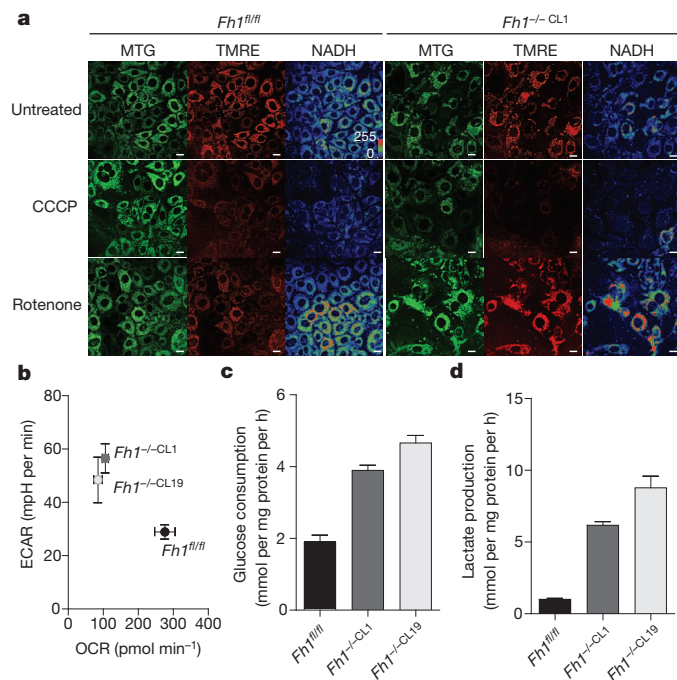 a
Fh1fl/fl Fh1−/− CL1
MTG TMRE NADH MTG TMRE NADH
Untreated
255
0
CCCP
Rotenone
b
ECAR (mpH per min)
80
60
40
20
0
Fh1−/−CL1
Fh1−/−CL19
Fh1fl/fl
0 100 200 300 400
OCR (pmol min−1)
c
Glucose consumption
(mmol per mg protein per h)
6
4
2
0
Fh1fl/fl
Fh1−/−CL1
Fh1−/−CL19
d
Lactate production
(mmol per mg protein per h)
15
10
5
0
Fh1fl/fl
Fh1−/−CL1
Fh1−/−CL19